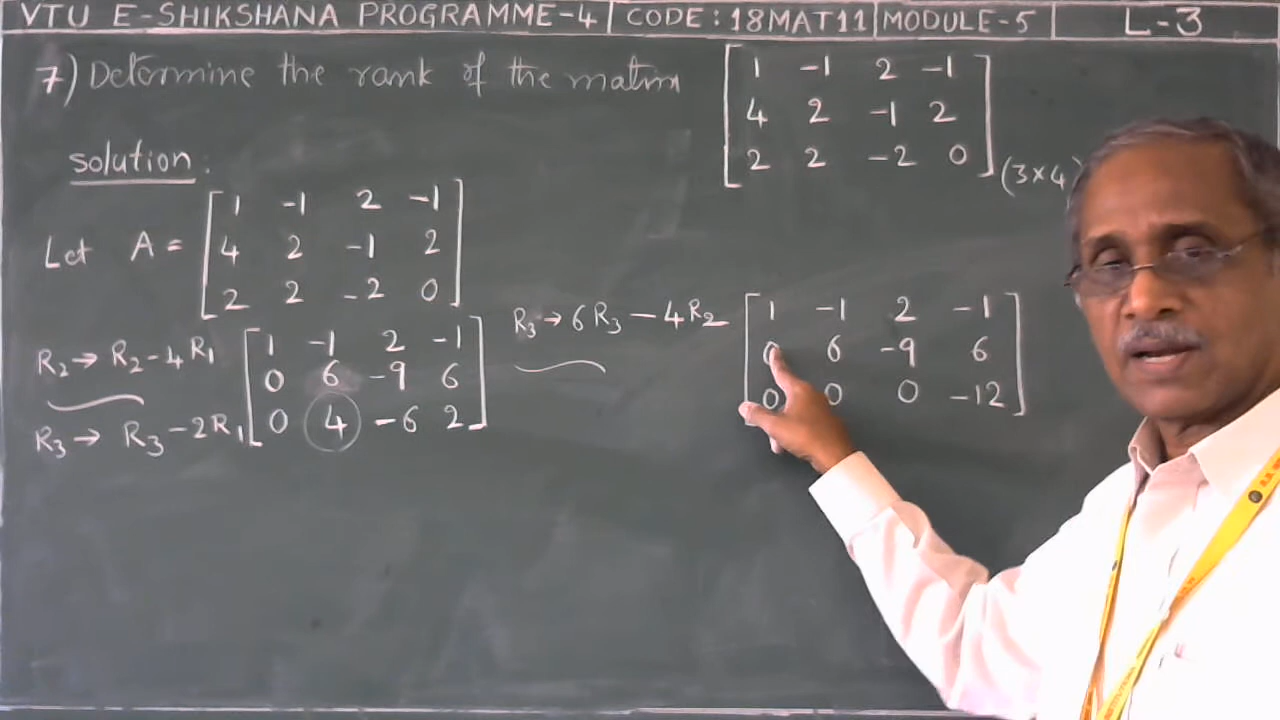 VTU E-SHIKSHANA PROGRAMME-4 | CODE: 18MAT11 | MODULE-5 | L-3
7) Determine the rank of the matrix [1 -1 2 -1
4 2 -1 2
2 2 -2 0] (3×4)
solution:
Let A = [1 -1 2 -1
4 2 -1 2
2 2 -2 0]
R2 → R2 - 4R1
R3 → R3 - 2R1
[1 -1 2 -1
0 6 -9 6
0 4 -6 2]
R3 → 6R3 - 4R2
[1 -1 2 -1
0 6 -9 6
0 0 0 -12]